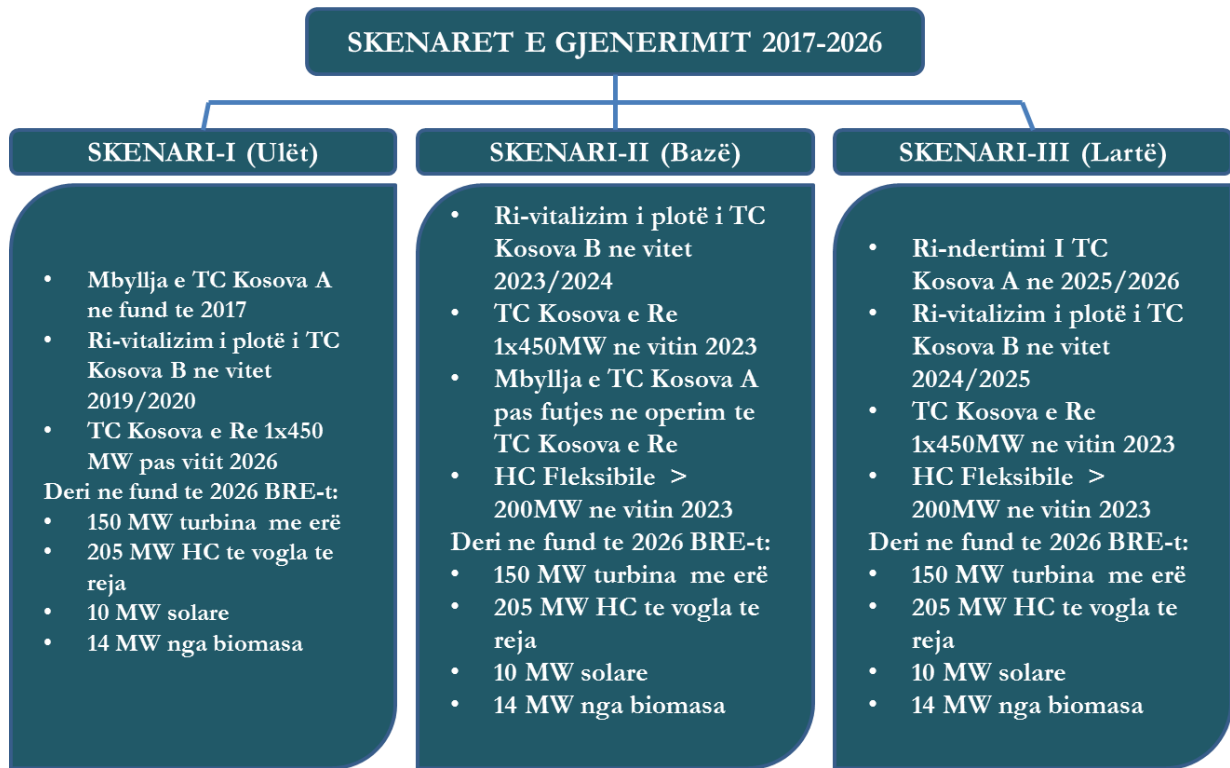 SKENARET E GJENERIMIT 2017-2026
SKENARI-I (Ulët)
• Mbyllja e TC Kosova A
ne fund te 2017
• Ri-vitalizim i plotë i TC
Kosova B ne vitet
2019/2020
• TC Kosova e Re 1x450
MW pas vitit 2026
Deri ne fund te 2026 BRE-t:
• 150 MW turbina me erë
• 205 MW HC te vogla te
reja
• 10 MW solare
• 14 MW nga biomasa
SKENARI-II (Bazë)
• Ri-vitalizim i plotë i TC
Kosova B ne vitet
2023/2024
• TC Kosova e Re
1x450MW ne vitin 2023
• Mbyllja e TC Kosova A
pas futjes ne operim te
TC Kosova e Re
• HC Fleksibile >
200MW ne vitin 2023
Deri ne fund te 2026 BRE-t:
• 150 MW turbina me erë
• 205 MW HC te vogla te
reja
• 10 MW solare
• 14 MW nga biomasa
SKENARI-III (Lartë)
• Ri-ndertimi I TC
Kosova A ne 2025/2026
• Ri-vitalizim i plotë i TC
Kosova B ne vitet
2024/2025
• TC Kosova e Re
1x450MW ne vitin 2023
• HC Fleksibile >
200MW ne vitin 2023
Deri ne fund te 2026 BRE-t:
• 150 MW turbina me erë
• 205 MW HC te vogla te
reja
• 10 MW solare
• 14 MW nga biomasa